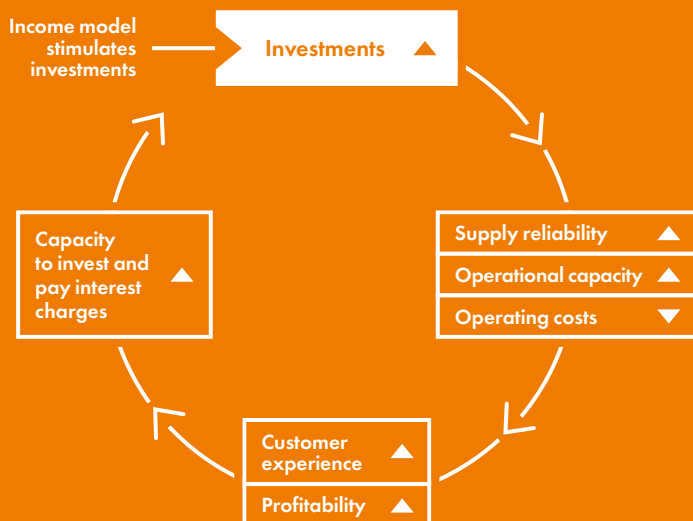 Income model
stimulates
investments
Investments
Supply reliability
Operational capacity
Operating costs
Customer
experience
Profitability
Capacity
to invest and
pay interest
charges